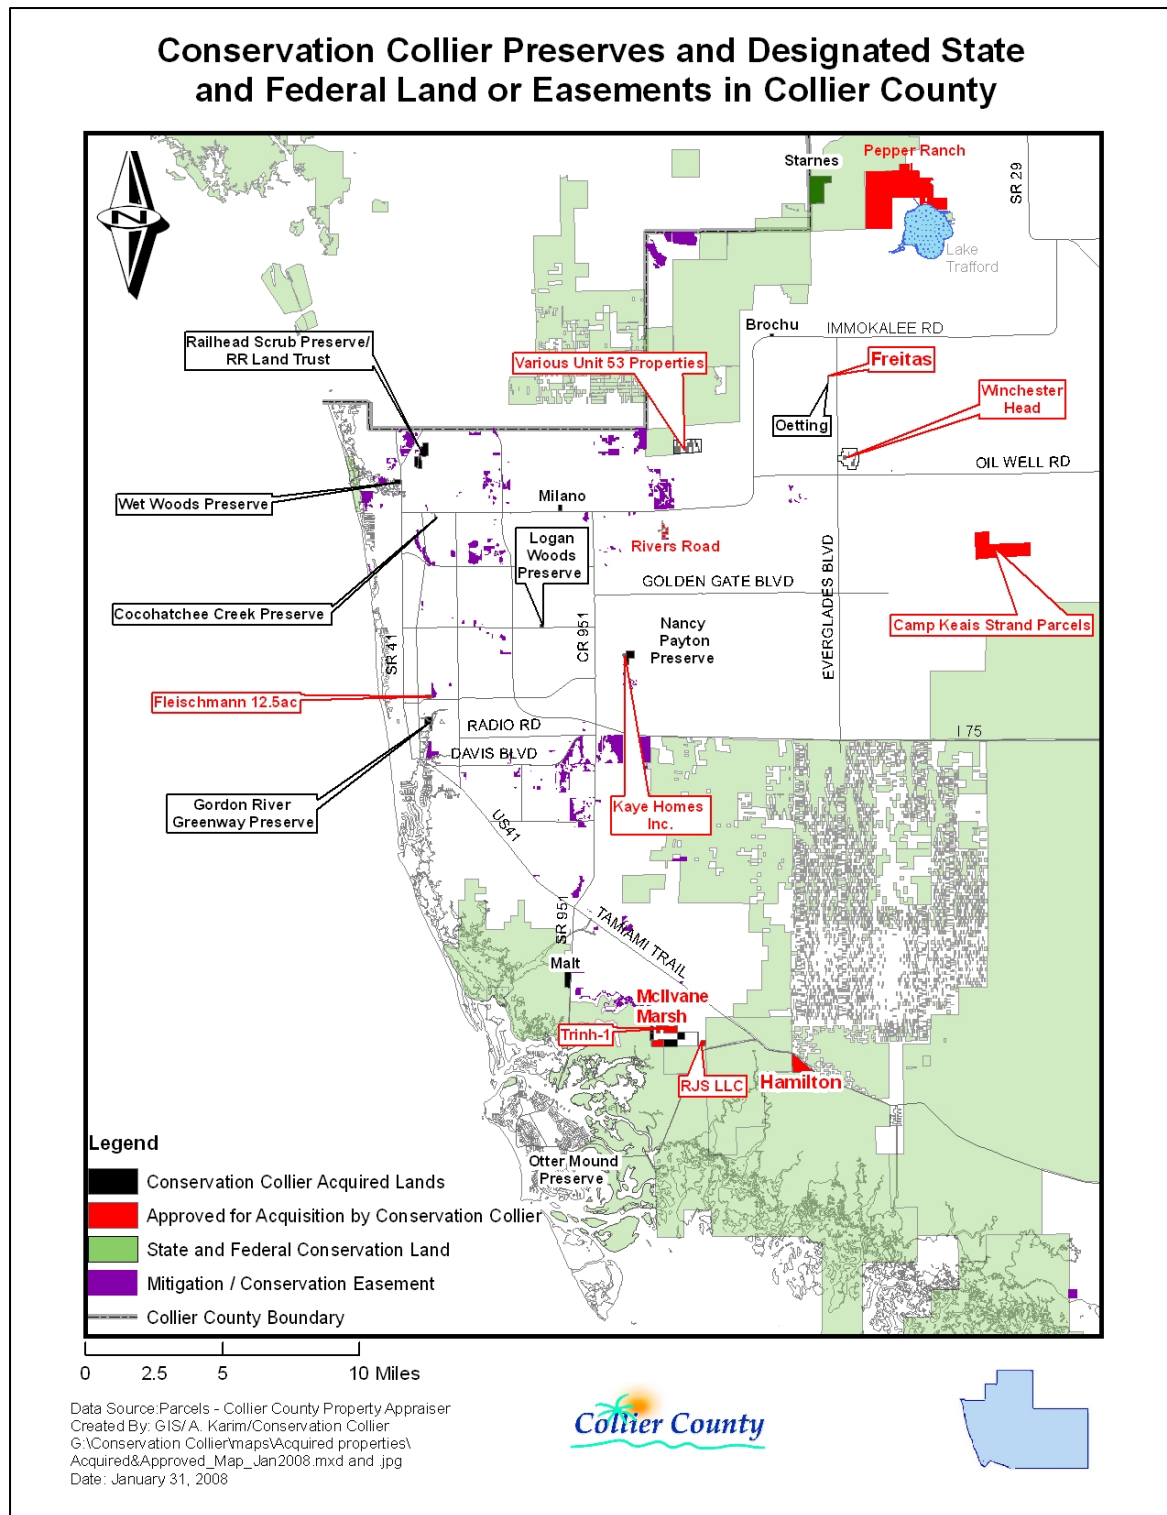 Conservation Collier Preserves and Designated State
and Federal Land or Easements in Collier County
N
Starnes
Pepper Ranch
SR 29
Lake
Trafford
Railhead Scrub Preserve/
RR Land Trust
Brochu
IMMOKALEE RD
Various Unit 53 Properties
Freitas
Winchester
Head
Oetting
OIL WELL RD
Wet Woods Preserve
Milano
Logan
Woods
Preserve
Rivers Road
GOLDEN GATE BLVD
EVERGLADES BLVD
Cocohatchee Creek Preserve
Camp Keais Strand Parcels
SR 41
CR 951
Nancy
Payton
Preserve
Fleischmann 12.5ac
RADIO RD
I 75
DAVIS BLVD
Gordon River
Greenway Preserve
US41
Kaye Homes
Inc.
SR 951
TAMIAMI TRAIL
Malt
McIlvane
Marsh
Trinh-1
RJS LLC
Hamilton
Otter Mound
Preserve
Legend
Conservation Collier Acquired Lands
Approved for Acquisition by Conservation Collier
State and Federal Conservation Land
Mitigation / Conservation Easement
Collier County Boundary
0 2.5 5 10 Miles
Data Source:Parcels - Collier County Property Appraiser
Created By: GIS/ A. Karim/Conservation Collier
G:\Conservation Collier\maps\Acquired properties\
Acquired&Approved_Map_Jan2008.mxd and .jpg
Date: January 31, 2008
Collier County